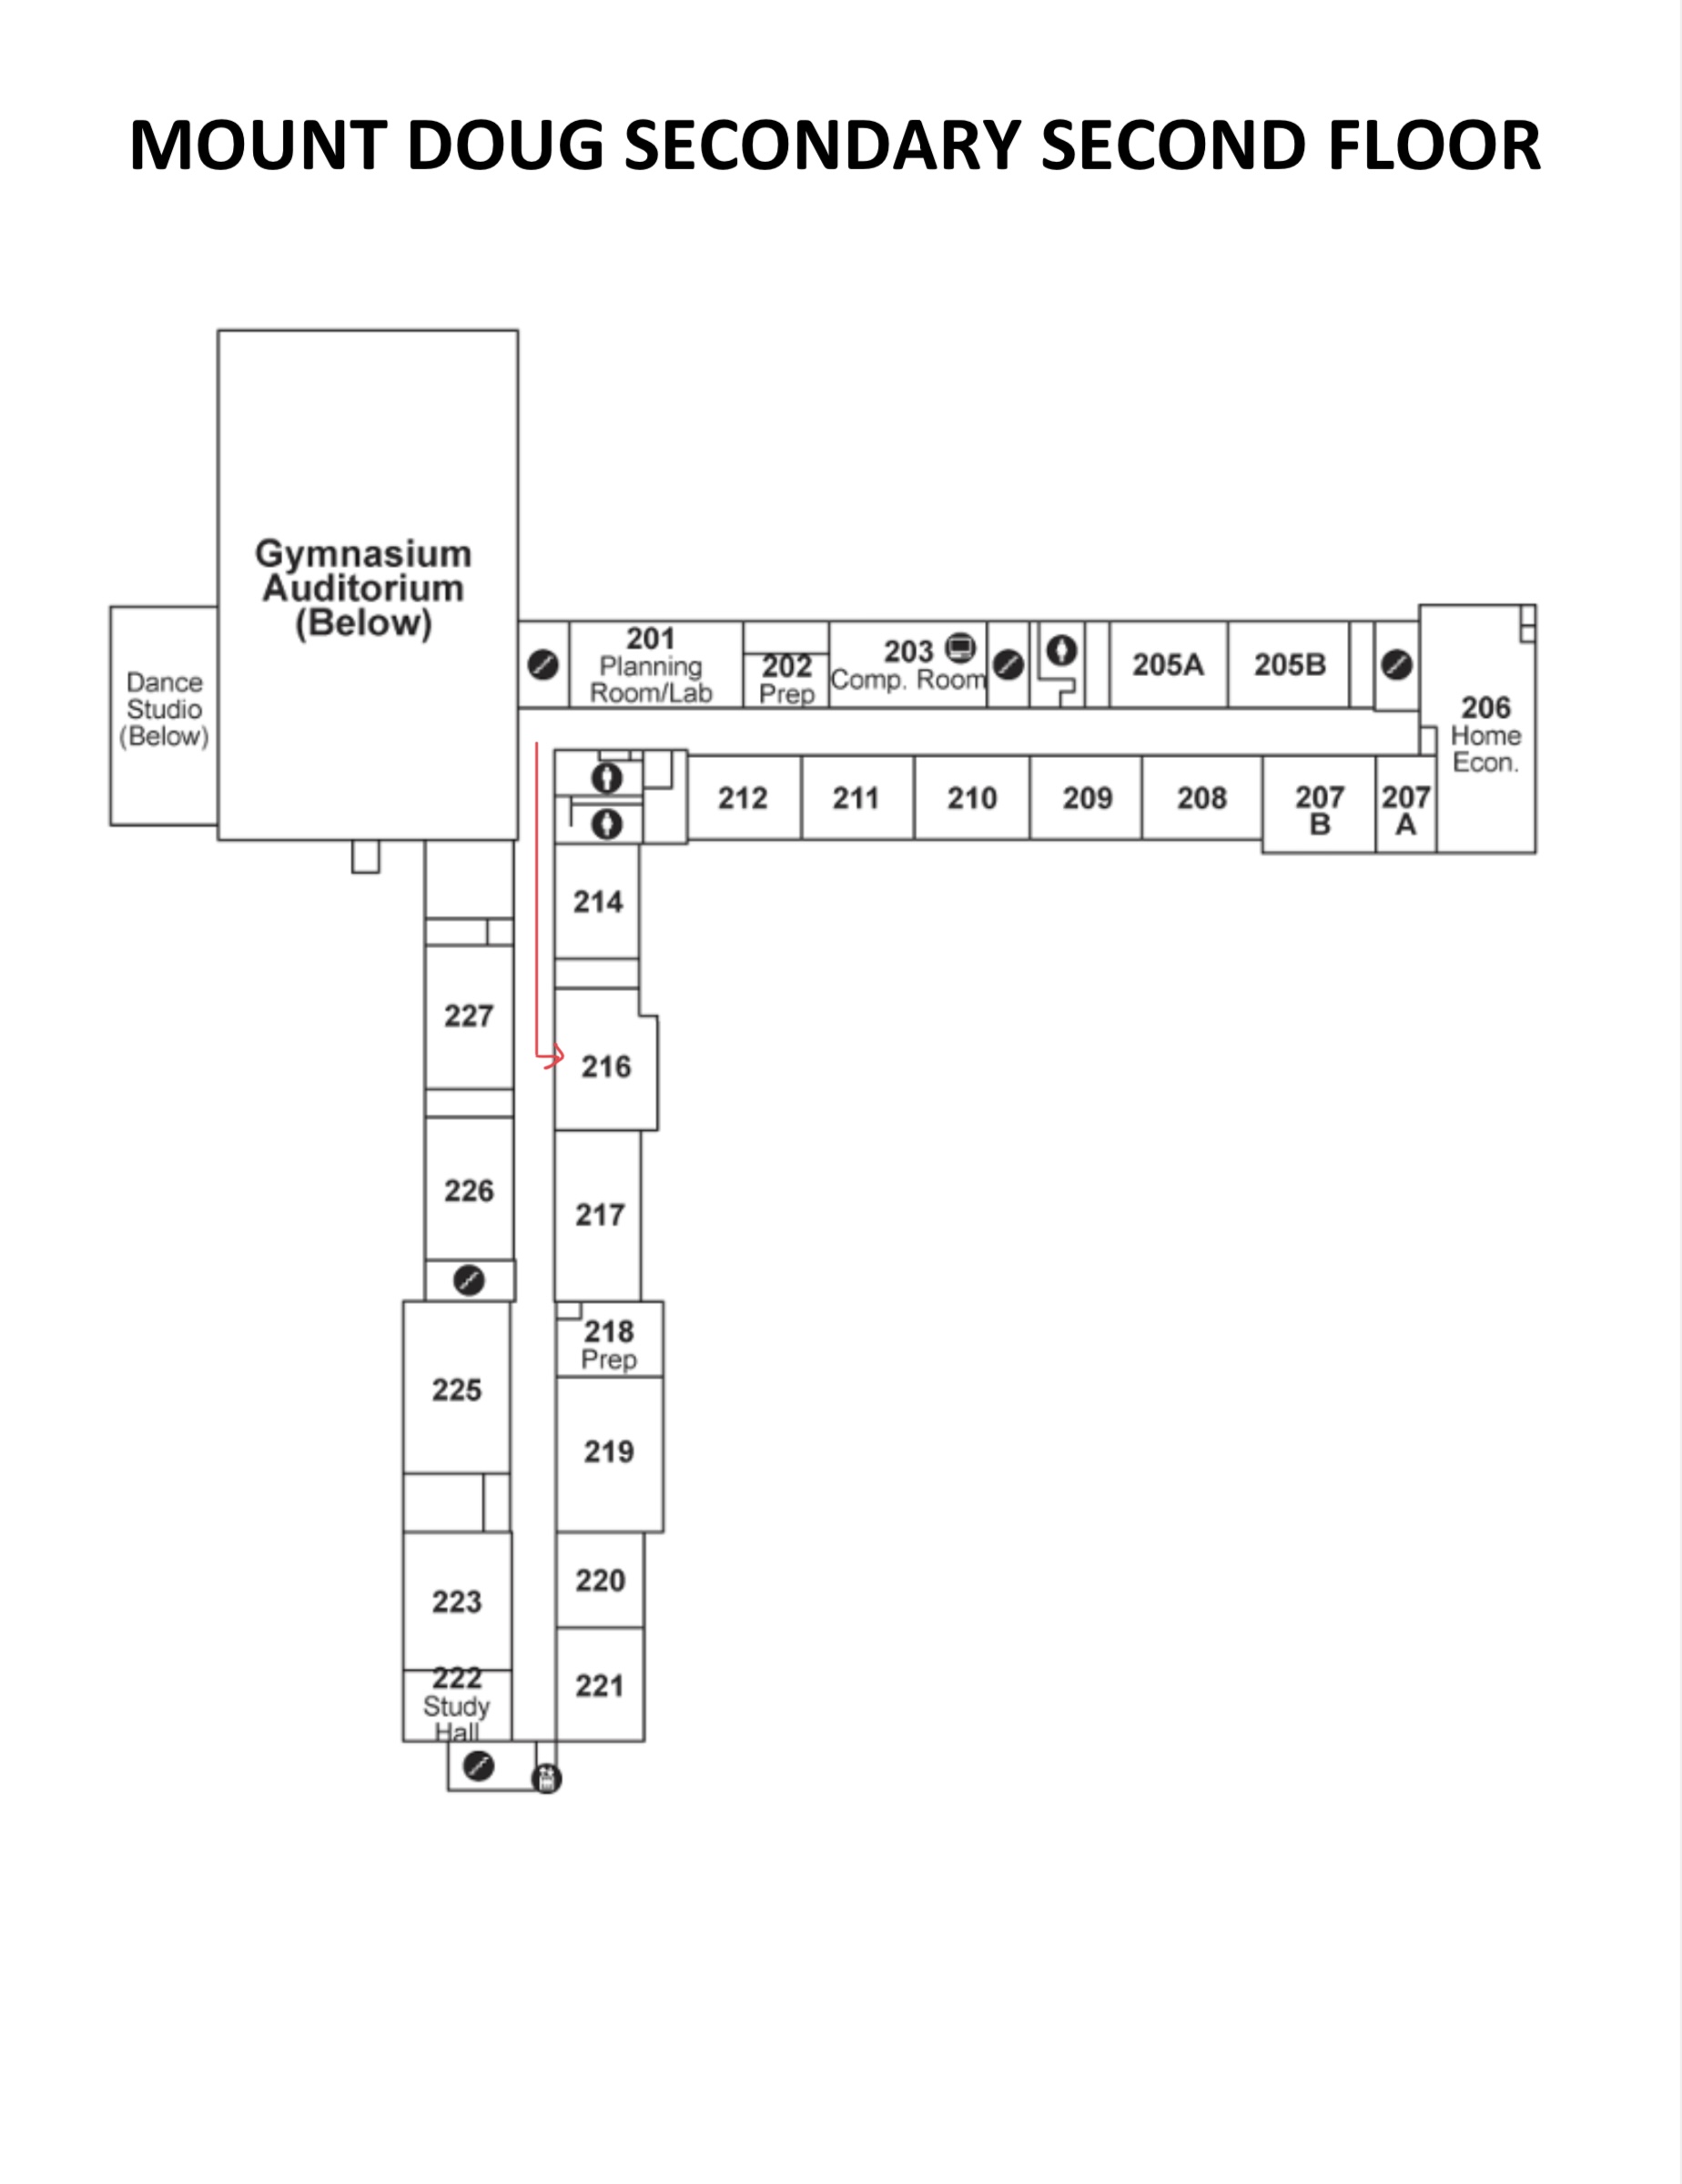 MOUNT DOUG SECONDARY SECOND FLOOR
Gymnasium
Auditorium
(Below)
Dance
Studio
(Below)
201
Planning
Room/Lab
202
Prep
203
Comp. Room
205A
205B
206
Home
Econ.
212
211
210
209
208
207
B
207
A
214
227
216
226
217
218
Prep
225
219
220
223
222
Study
Hall
221